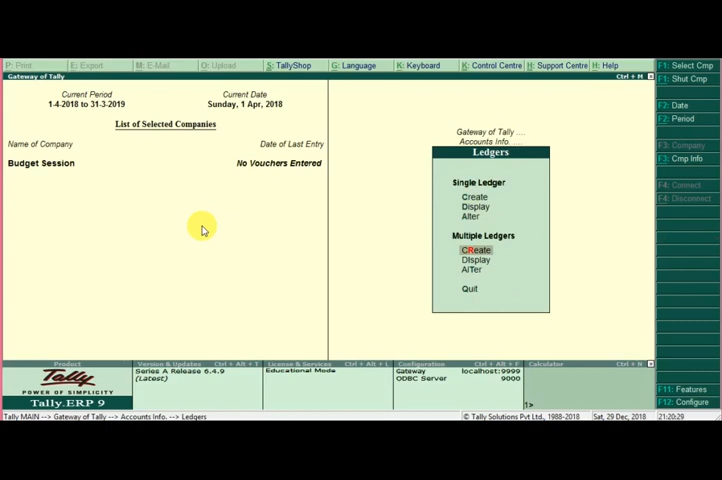 P: Print E: Export M: E-Mail O: Upload S: TallyShop G: Language K: Keyboard K: Control Centre H: Support Centre H: Help F1: Select Cmp
Gateway of Tally Ctrl + M x F1: Shut Cmp
Current Period Current Date
1-4-2018 to 31-3-2019 Sunday, 1 Apr, 2018
F2: Date
F2: Period
List of Selected Companies
Name of Company Date of Last Entry
Budget Session No Vouchers Entered
Gateway of Tally ....
Accounts Info. ....
Ledgers
Single Ledger
Create
Display
Alter
Multiple Ledgers
CReate
DIsplay
AlTer
Quit
F3: Company
F3: Cmp Info
F4: Connect
F4: Disconnect
Product Version & Updates Ctrl + Alt + T License & Services Ctrl + Alt + L Configuration Ctrl + Alt + F Calculator Ctrl + N x
Tally
POWER OF SIMPLICITY
Tally.ERP 9
Series A Release 6.4.9
(Latest)
Educational Mode
Gateway localhost:9999
ODBC Server 9000
1>
F11: Features
F12: Configure
Tally MAIN --> Gateway of Tally --> Accounts Info. --> Ledgers © Tally Solutions Pvt Ltd., 1988-2018 Sat, 29 Dec, 2018 21:20:29